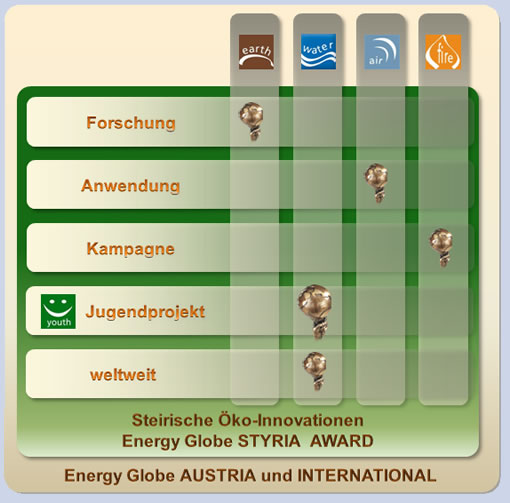 earth
water
air
fire
Forschung
Anwendung
Kampagne
youth
Jugendprojekt
weltweit
Steirische Öko-Innovationen
Energy Globe STYRIA AWARD
Energy Globe AUSTRIA und INTERNATIONAL